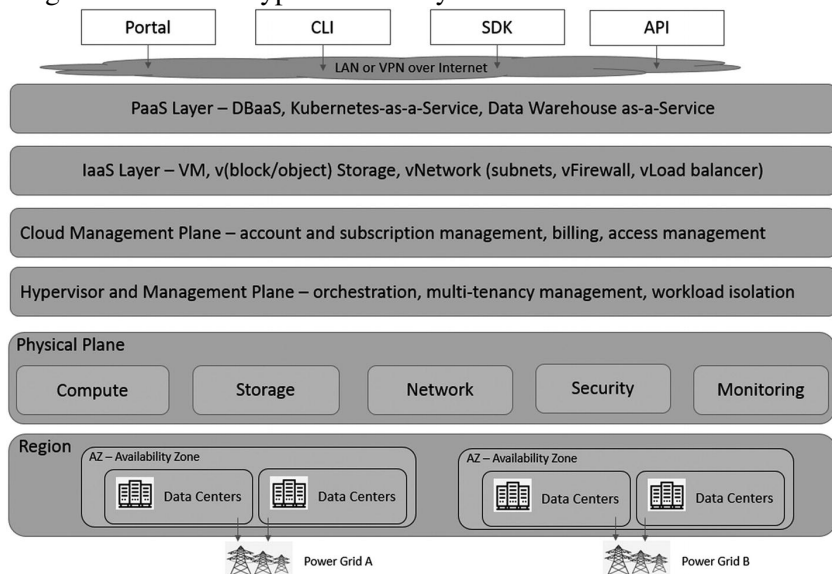 Portal
CLI
SDK
API
LAN or VPN over Internet
PaaS Layer – DBaaS, Kubernetes-as-a-Service, Data Warehouse as-a-Service
IaaS Layer – VM, v(block/object) Storage, vNetwork (subnets, vFirewall, vLoad balancer)
Cloud Management Plane – account and subscription management, billing, access management
Hypervisor and Management Plane – orchestration, multi-tenancy management, workload isolation
Physical Plane
Compute
Storage
Network
Security
Monitoring
Region
AZ – Availability Zone
Data Centers
Data Centers
AZ – Availability Zone
Data Centers
Data Centers
Power Grid A
Power Grid B